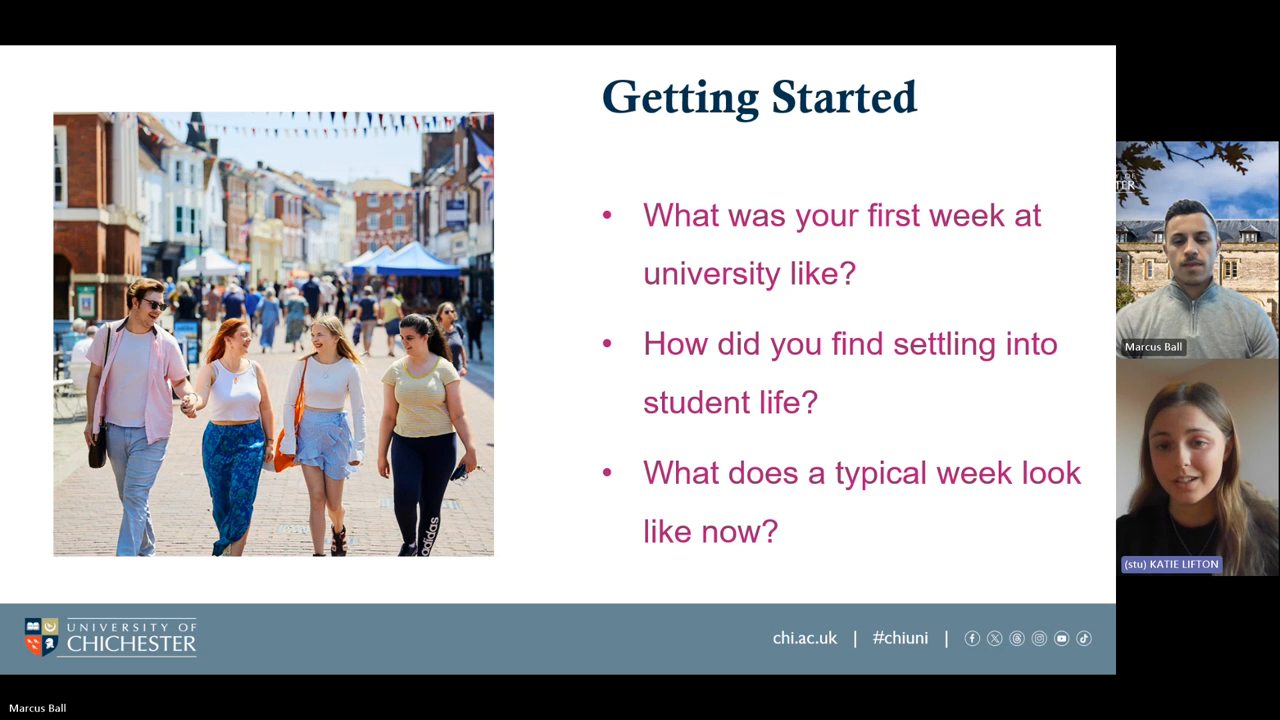 Getting Started
• What was your first week at
university like?
• How did you find settling into
student life?
• What does a typical week look
like now?
adidas
UNIVERSITY OF
CHICHESTER
chi.ac.uk | #chiuni |
Marcus Ball
(stu) KATIE LIFTON
Marcus Ball